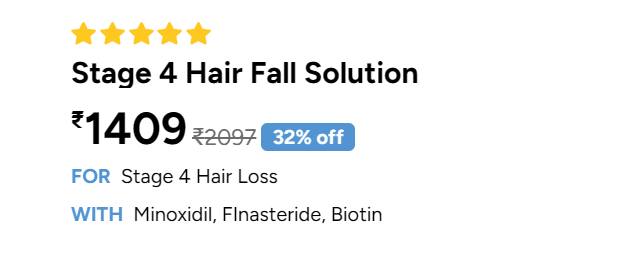 Stage 4 Hair Fall Solution
₹1409 ₹2097 32% off
FOR Stage 4 Hair Loss
WITH Minoxidil, FInasteride, Biotin